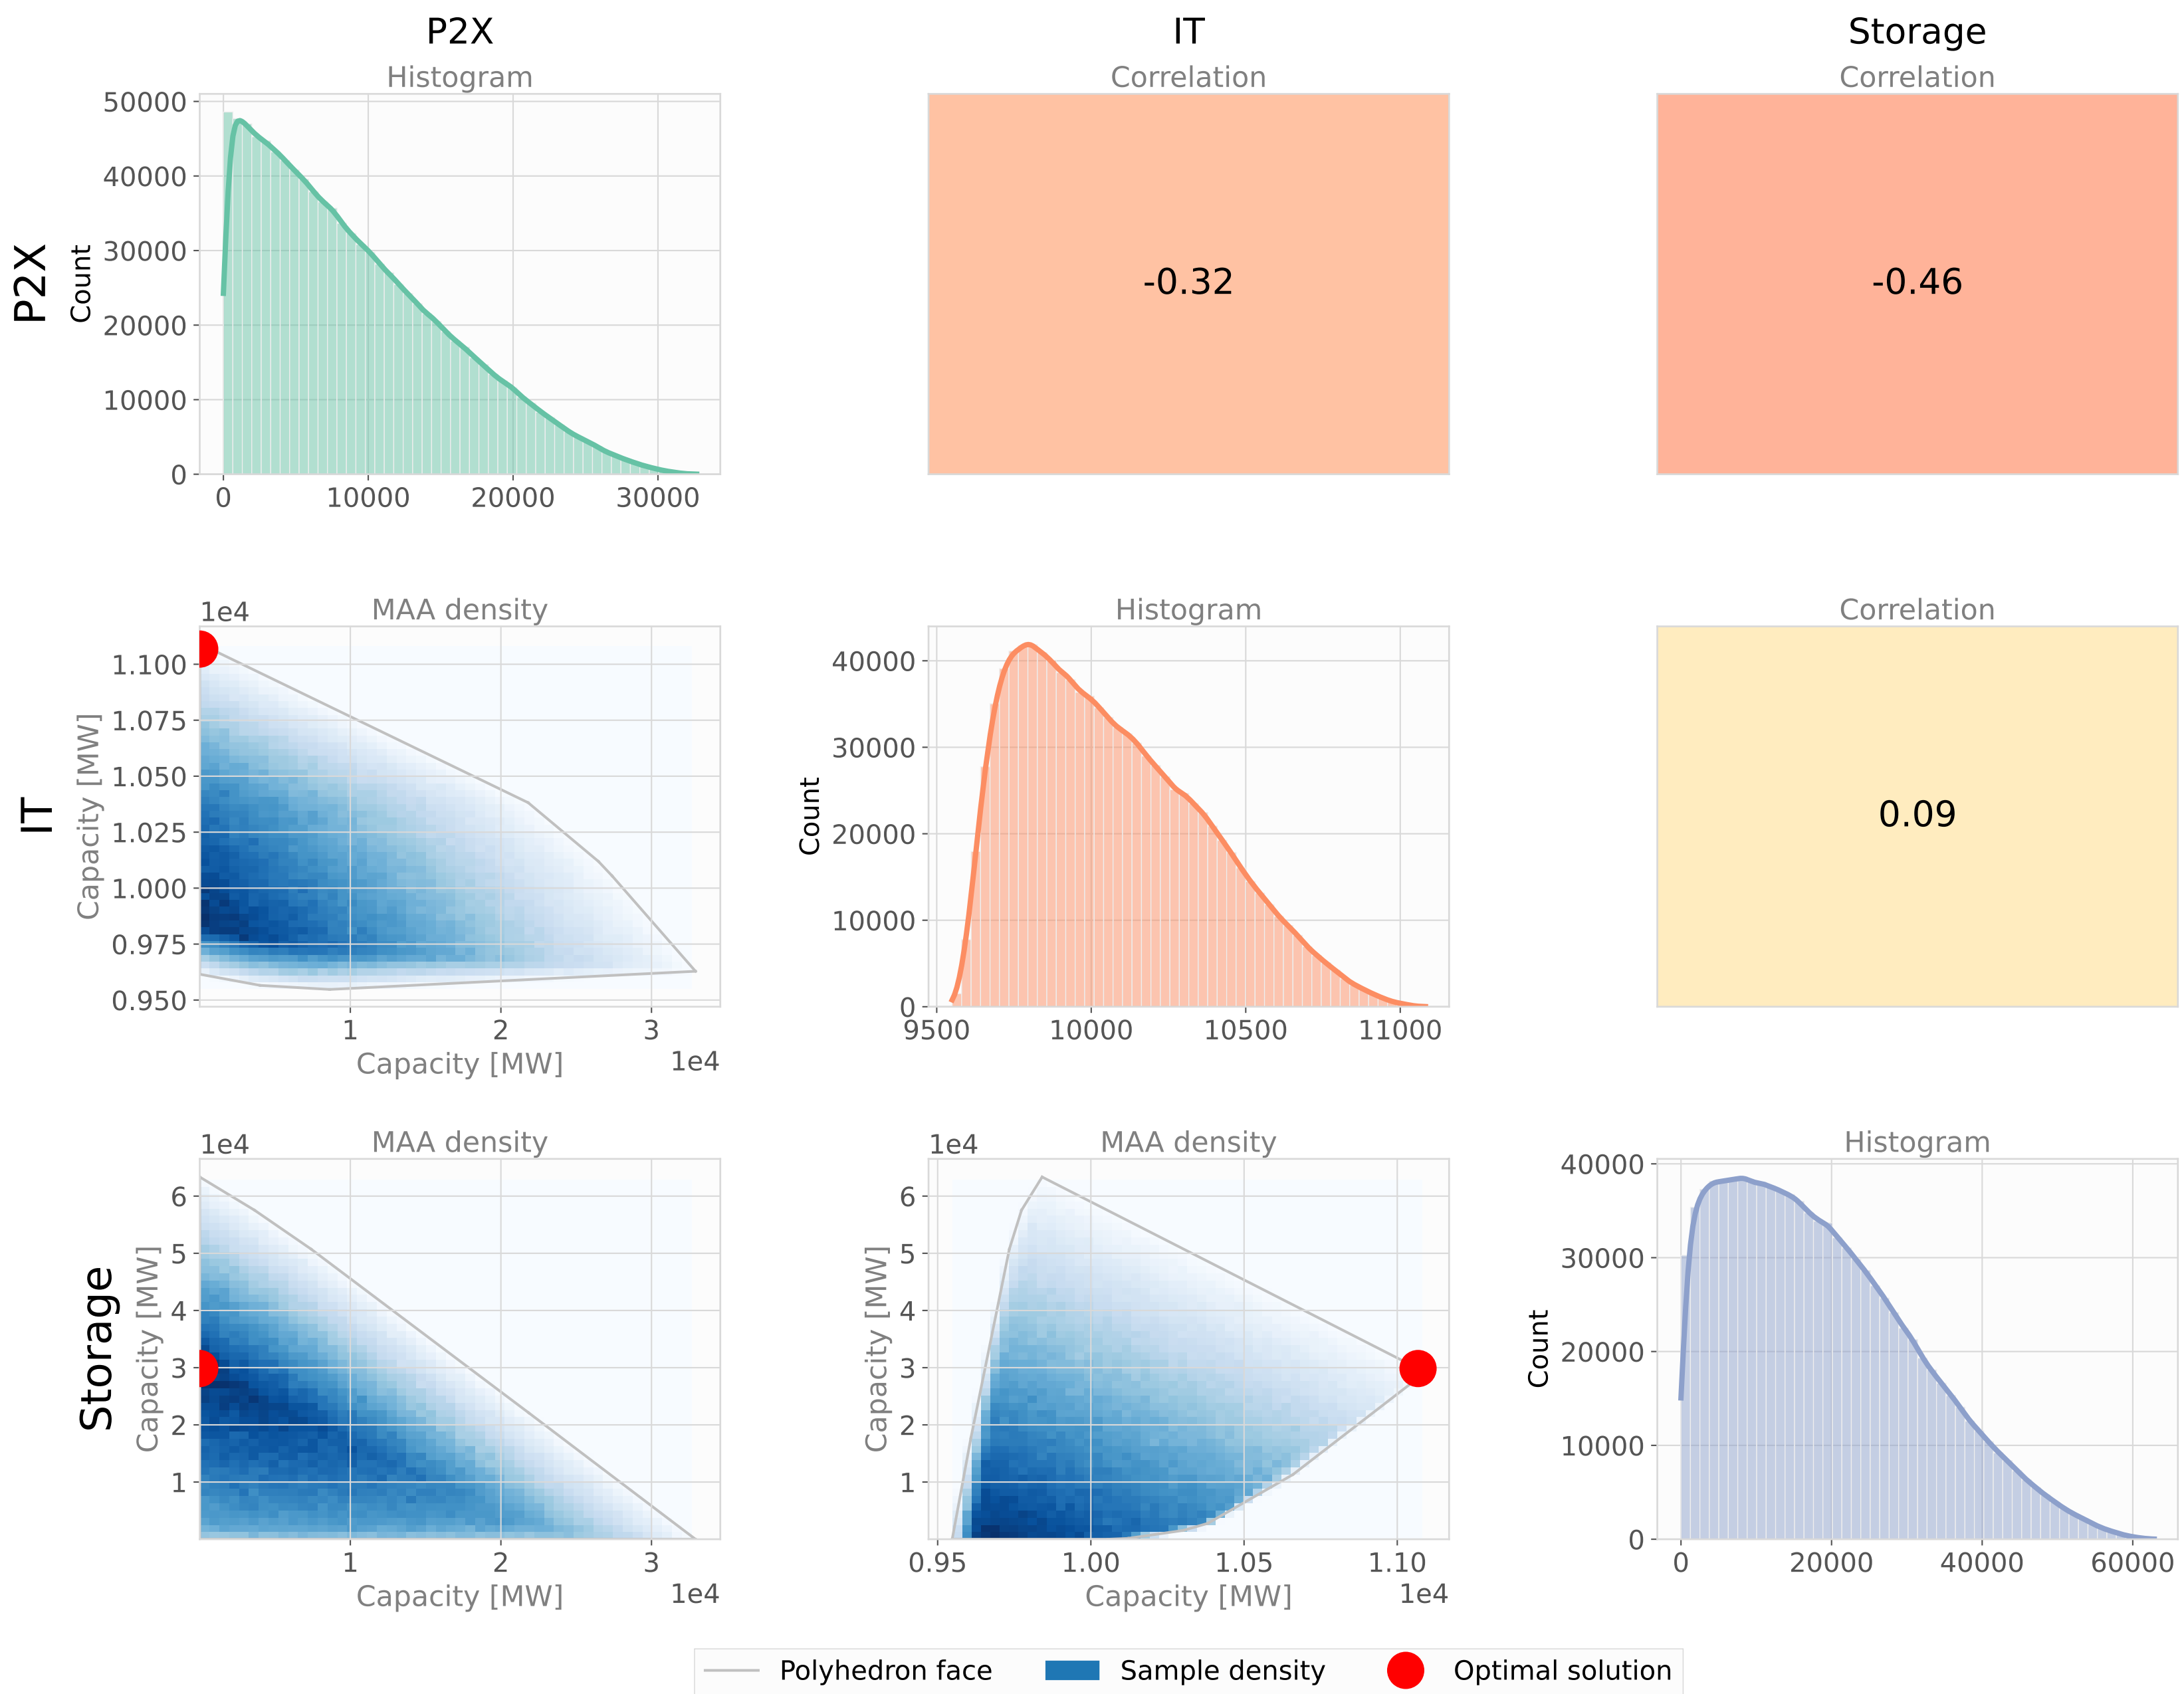 P2X
IT
Storage
Histogram
Correlation
Correlation
P2X
Count
50000
40000
30000
20000
10000
0
0
10000
20000
30000
-0.32
-0.46
1e4
MAA density
Histogram
Correlation
IT
Capacity [MW]
1.100
1.075
1.050
1.025
1.000
0.975
0.950
1
2
3
Capacity [MW]
1e4
Count
40000
30000
20000
10000
0
9500
10000
10500
11000
0.09
1e4
MAA density
1e4
MAA density
Histogram
Storage
Capacity [MW]
6
5
4
3
2
1
1
2
3
Capacity [MW]
1e4
Capacity [MW]
6
5
4
3
2
1
0.95
1.00
1.05
1.10
Capacity [MW]
1e4
Count
40000
30000
20000
10000
0
0
20000
40000
60000
Polyhedron face
Sample density
Optimal solution